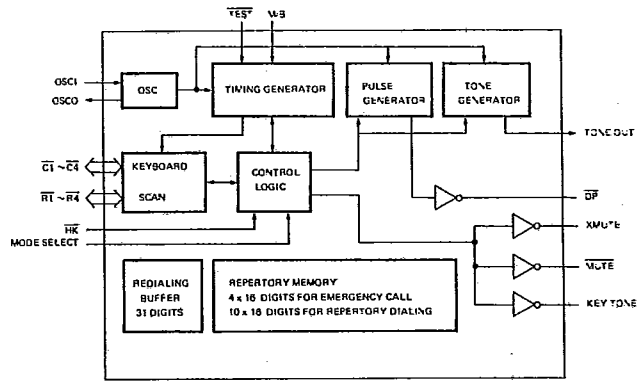 TEST M/B
OSCI
OSCO
OSC
TIMING GENERATOR
PULSE
GENERATOR
TONE
GENERATOR
TONE OUT
C1~C4
R1~R4
KEYBOARD
SCAN
CONTROL
LOGIC
DP
HK
MODE SELECT
XMUTE
MUTE
KEY TONE
REDIALING
BUFFER
31 DIGITS
REPERTORY MEMORY
4 x 16 DIGITS FOR EMERGENCY CALL
10 x 16 DIGITS FOR REPERTORY DIALING